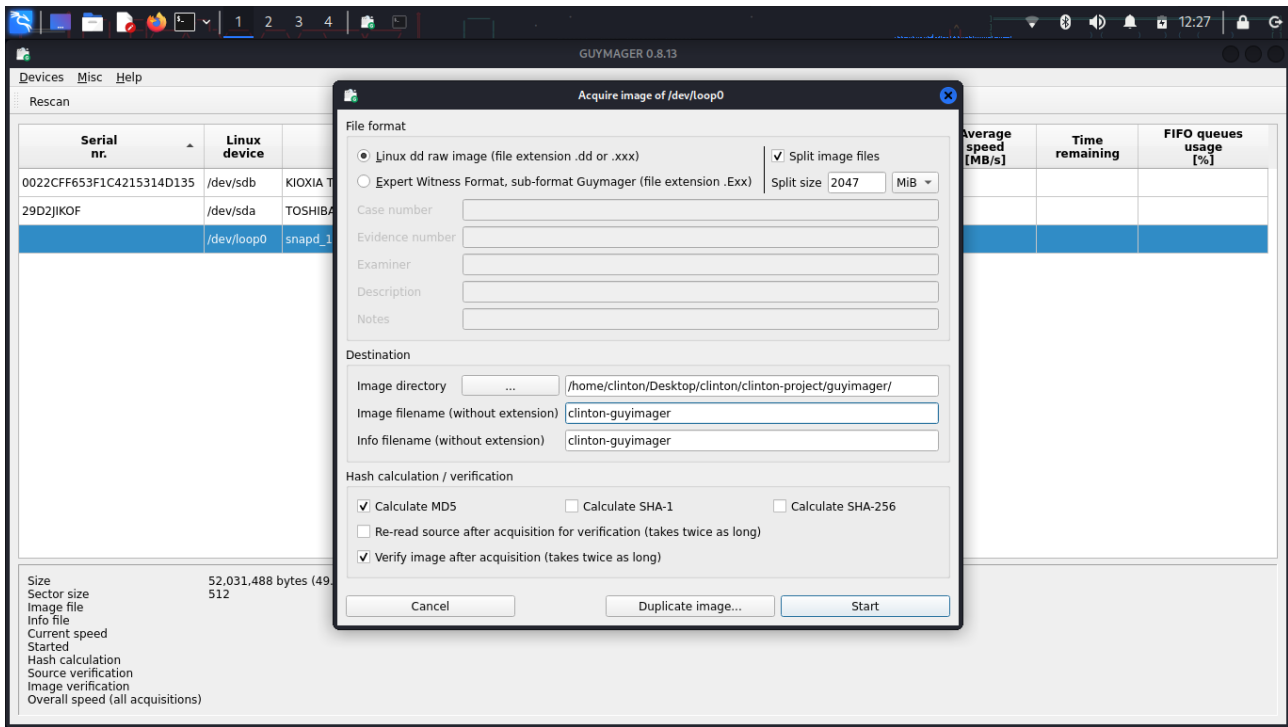 1 2 3 4 12:27
GUYMAGER 0.8.13
Devices Misc Help
Rescan
Serial nr. Linux device Average speed [MB/s] Time remaining FIFO queues usage [%]
0022CFF653F1C4215314D135 /dev/sdb KIOXIA T
29D2JIKOF /dev/sda TOSHIBA
/dev/loop0 snapd_1
Acquire image of /dev/loop0
File format
Linux dd raw image (file extension .dd or .xxx) Split image files
Expert Witness Format, sub-format Guymager (file extension .Exx) Split size 2047 MiB
Case number
Evidence number
Examiner
Description
Notes
Destination
Image directory ... /home/clinton/Desktop/clinton/clinton-project/guyimager/
Image filename (without extension) clinton-guyimager
Info filename (without extension) clinton-guyimager
Hash calculation / verification
Calculate MD5 Calculate SHA-1 Calculate SHA-256
Re-read source after acquisition for verification (takes twice as long)
Verify image after acquisition (takes twice as long)
Cancel Duplicate image... Start
Size 52,031,488 bytes (49.
Sector size 512
Image file
Info file
Current speed
Started
Hash calculation
Source verification
Image verification
Overall speed (all acquisitions)